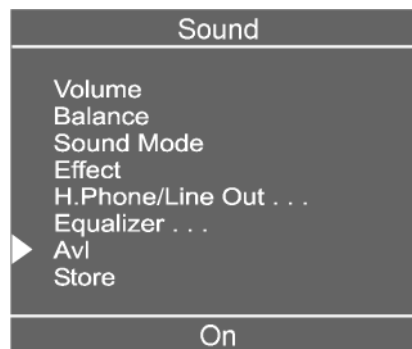 Sound
Volume
Balance
Sound Mode
Effect
H.Phone/Line Out . . .
Equalizer . . .
Avl
Store
On